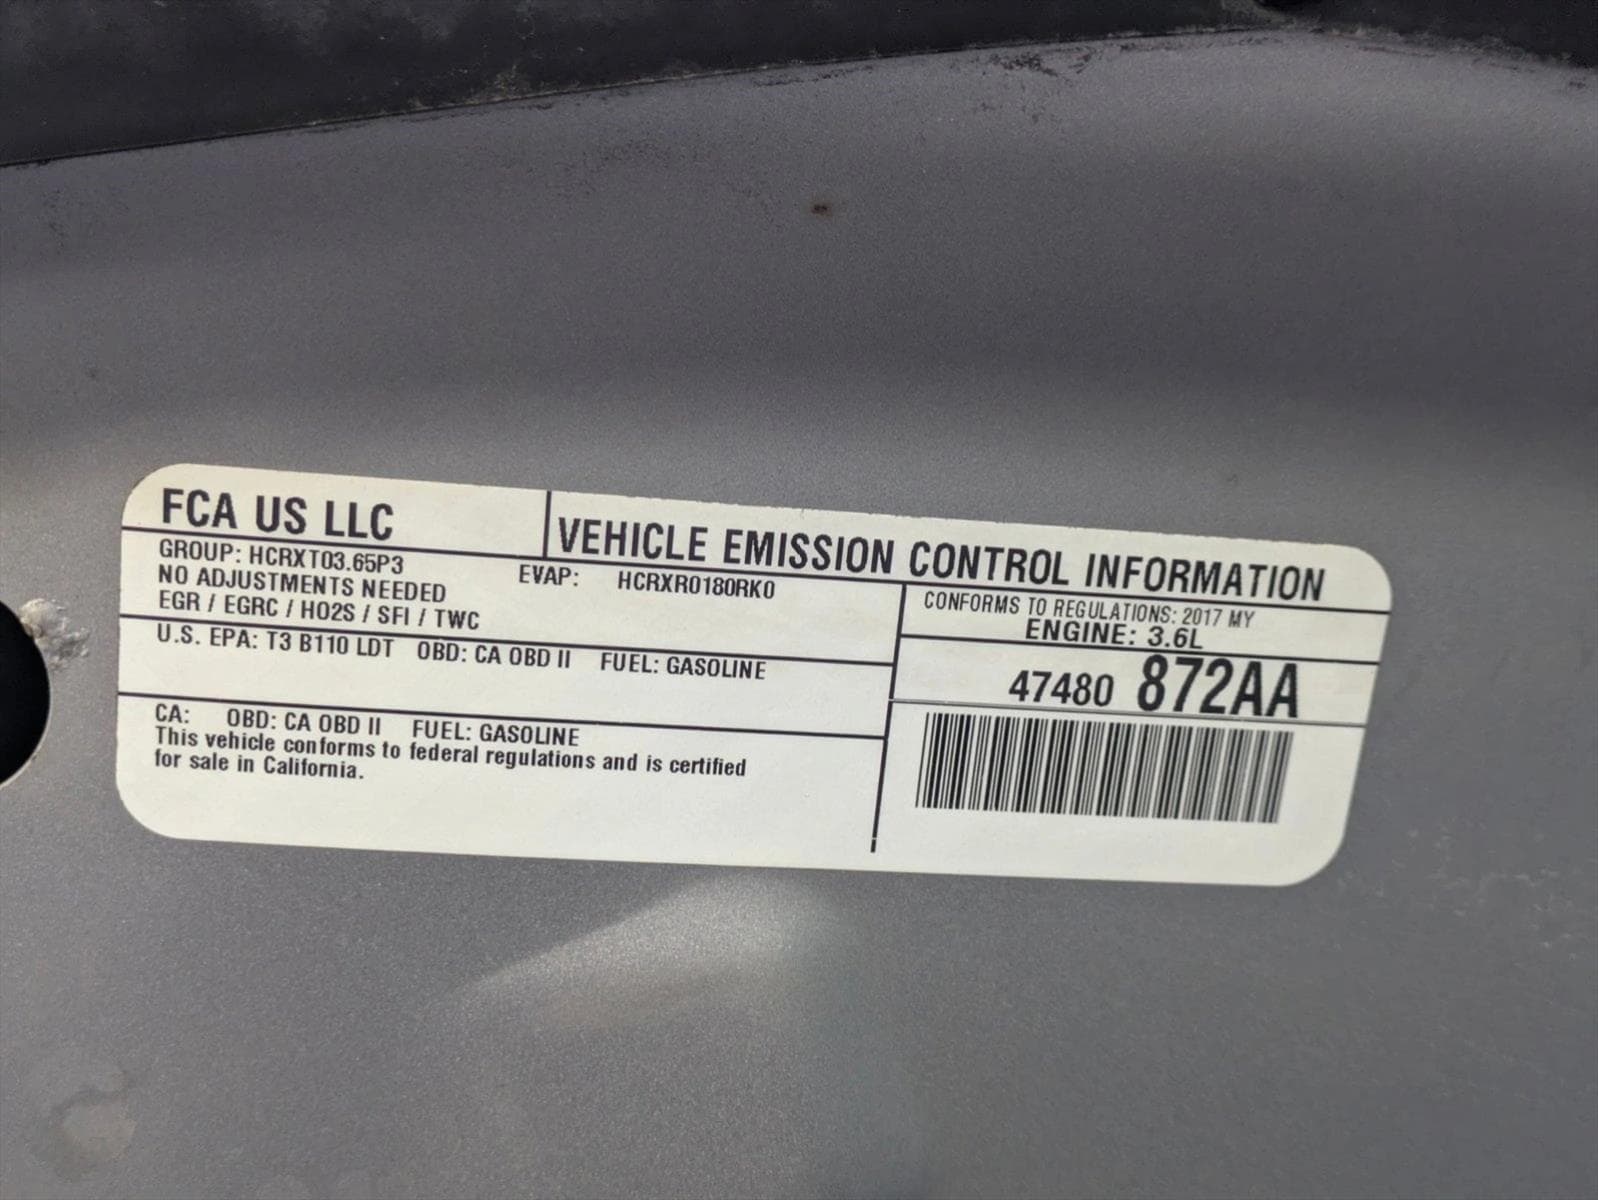 FCA US LLC
VEHICLE EMISSION CONTROL INFORMATION
GROUP: HCRXT03.65P3
EVAP: HCRXR0180RK0
NO ADJUSTMENTS NEEDED
EGR / EGRC / HO2S / SFI / TWC
CONFORMS TO REGULATIONS: 2017 MY
ENGINE: 3.6L
U.S. EPA: T3 B110 LDT OBD: CA OBD II FUEL: GASOLINE
47480 872AA
CA: OBD: CA OBD II FUEL: GASOLINE
This vehicle conforms to federal regulations and is certified
for sale in California.